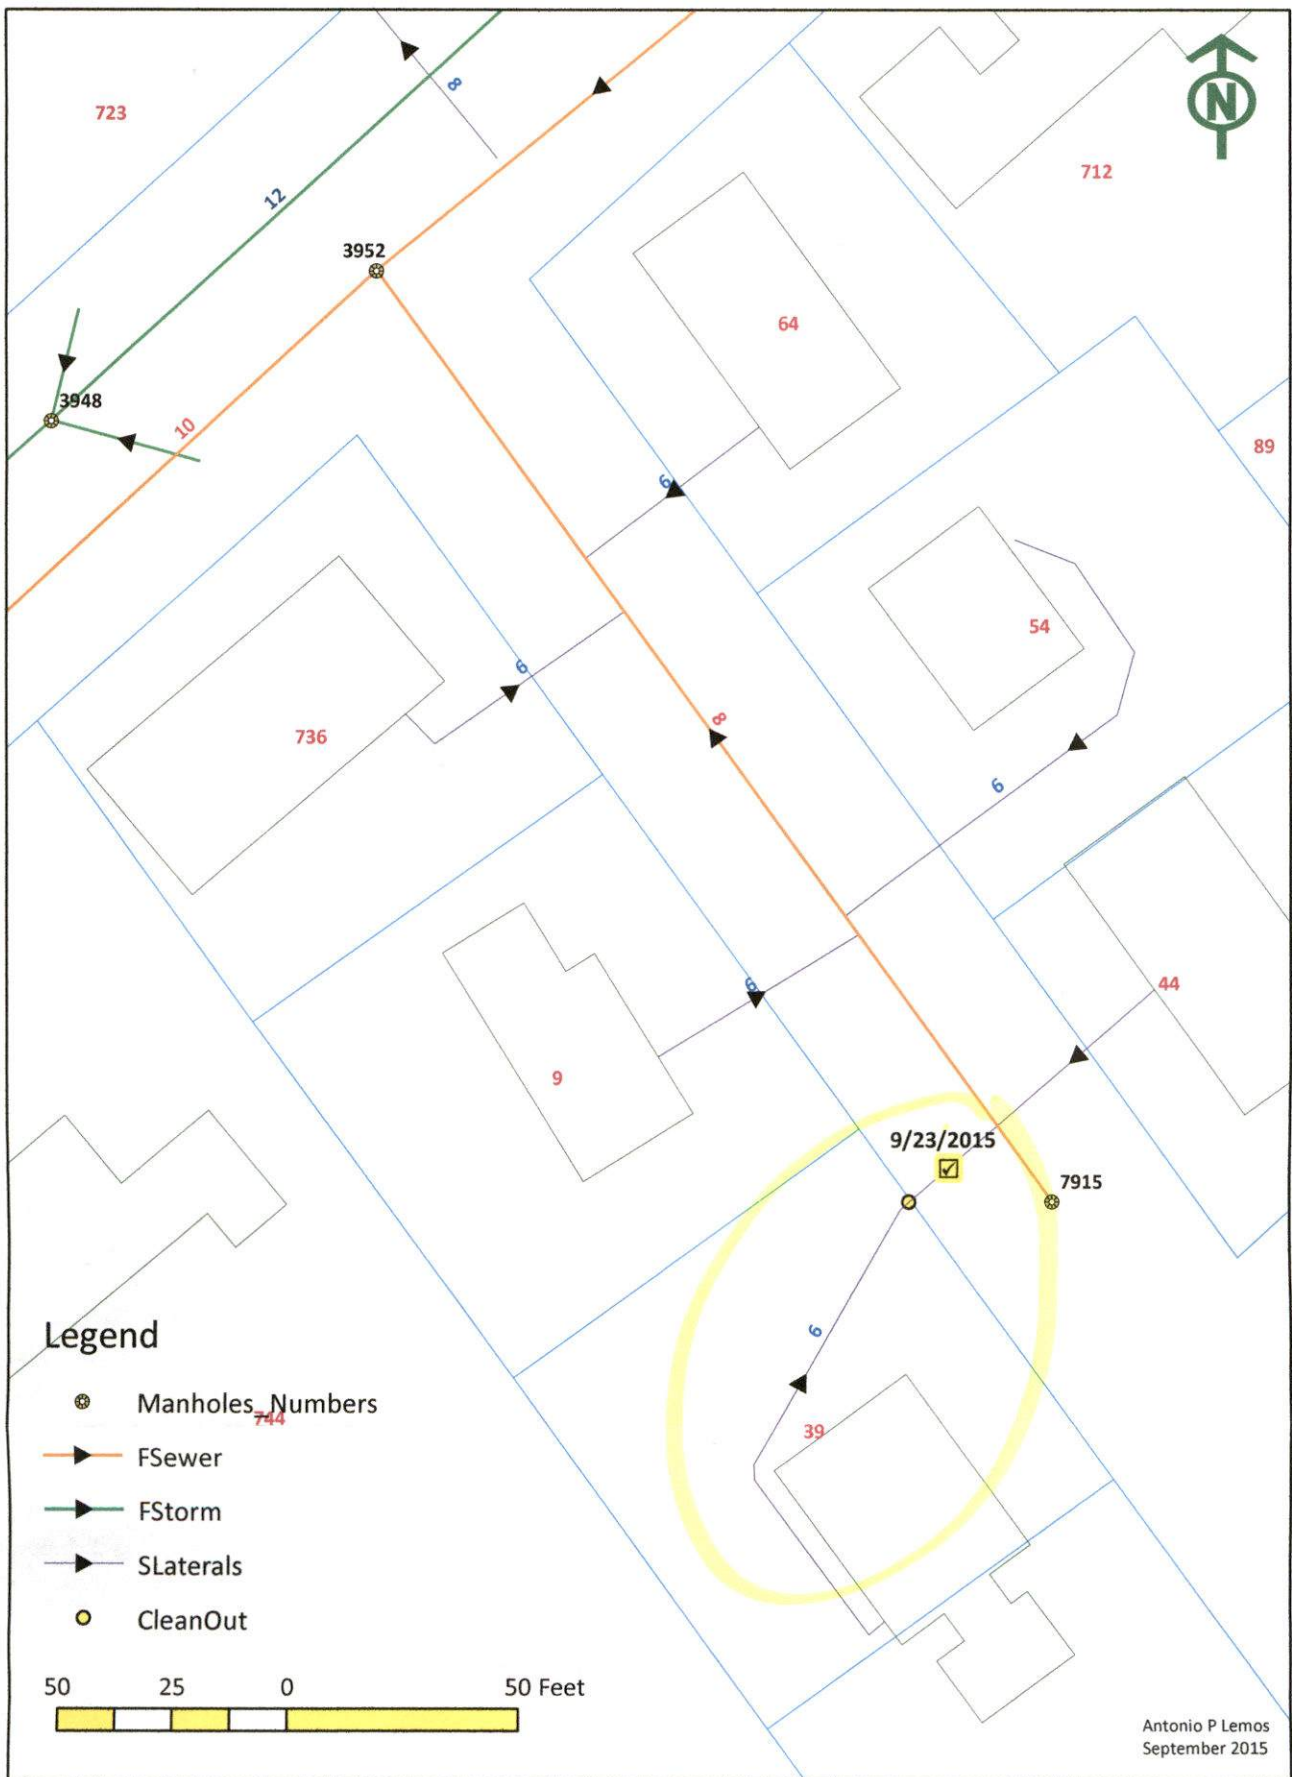 N
723
8
712
12
3952
64
3948
10
89
6
54
6
8
736
6
6
44
9
9/23/2015
7915
6
39
Legend
Manholes_Numbers
744
FSewer
FStorm
SLaterals
CleanOut
50 25 0 50 Feet
Antonio P Lemos
September 2015